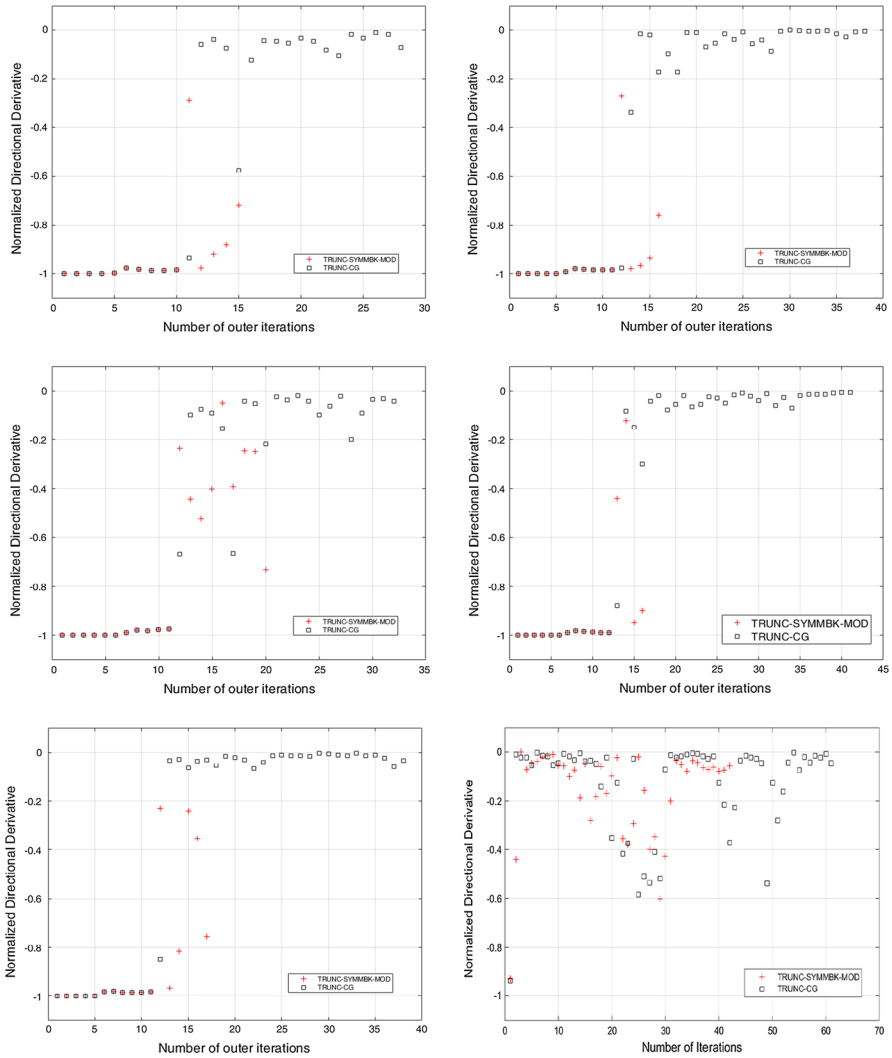 0
-0.2
-0.4
-0.6
-0.8
-1
Normalized Directional Derivative
TRUNC-SYMMBK-MOD
TRUNC-CG
0 5 10 15 20 25 30
Number of outer iterations
0
-0.2
-0.4
-0.6
-0.8
-1
Normalized Directional Derivative
TRUNC-SYMMBK-MOD
TRUNC-CG
0 5 10 15 20 25 30 35 40
Number of outer iterations
0
-0.2
-0.4
-0.6
-0.8
-1
Normalized Directional Derivative
TRUNC-SYMMBK-MOD
TRUNC-CG
0 5 10 15 20 25 30 35
Number of outer iterations
0
-0.2
-0.4
-0.6
-0.8
-1
Normalized Directional Derivative
TRUNC-SYMMBK-MOD
TRUNC-CG
0 5 10 15 20 25 30 35 40 45
Number of outer iterations
0
-0.2
-0.4
-0.6
-0.8
-1
Normalized Directional Derivative
TRUNC-SYMMBK-MOD
TRUNC-CG
0 5 10 15 20 25 30 35 40
Number of outer iterations
0
-0.2
-0.4
-0.6
-0.8
-1
Normalized Directional Derivative
TRUNC-SYMMBK-MOD
TRUNC-CG
0 10 20 30 40 50 60 70
Number of Iterations